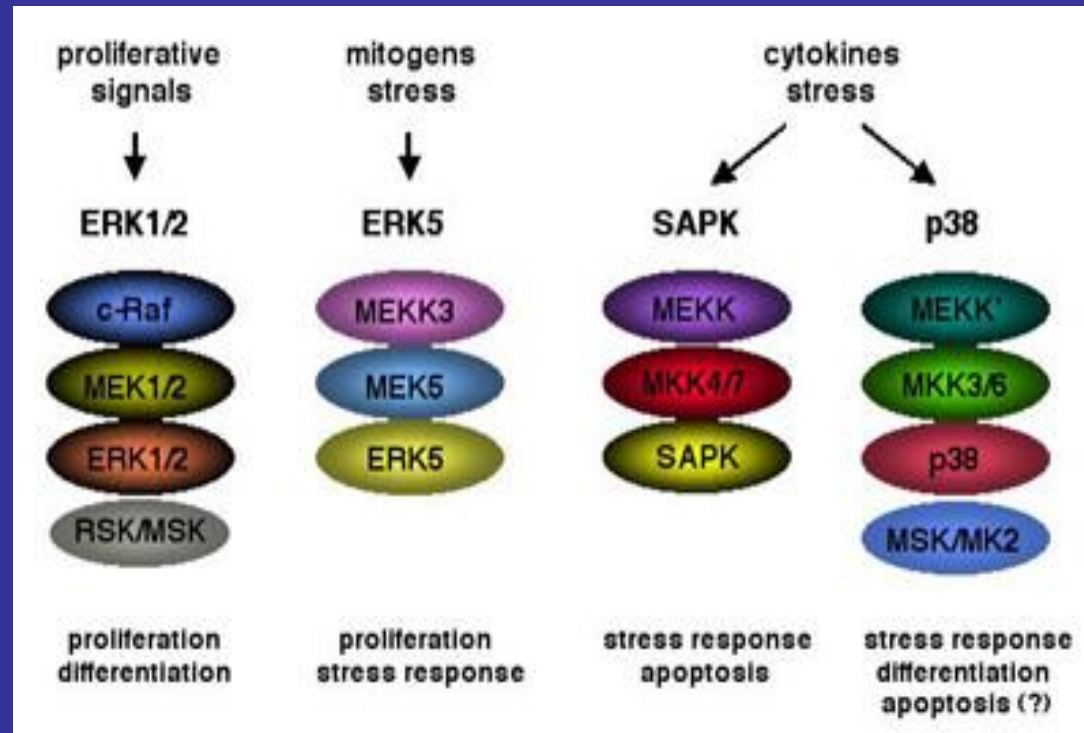 proliferative
signals
mitogens
stress
cytokines
stress
ERK1/2
ERK5
SAPK
p38
c-Raf
MEKK3
MEKK
MEKK'
MEK1/2
MEK5
MKK4/7
MKK3/6
ERK1/2
ERK5
SAPK
p38
RSK/MSK
MSK/MK2
proliferation
differentiation
proliferation
stress response
stress response
apoptosis
stress response
differentiation
apoptosis (?)